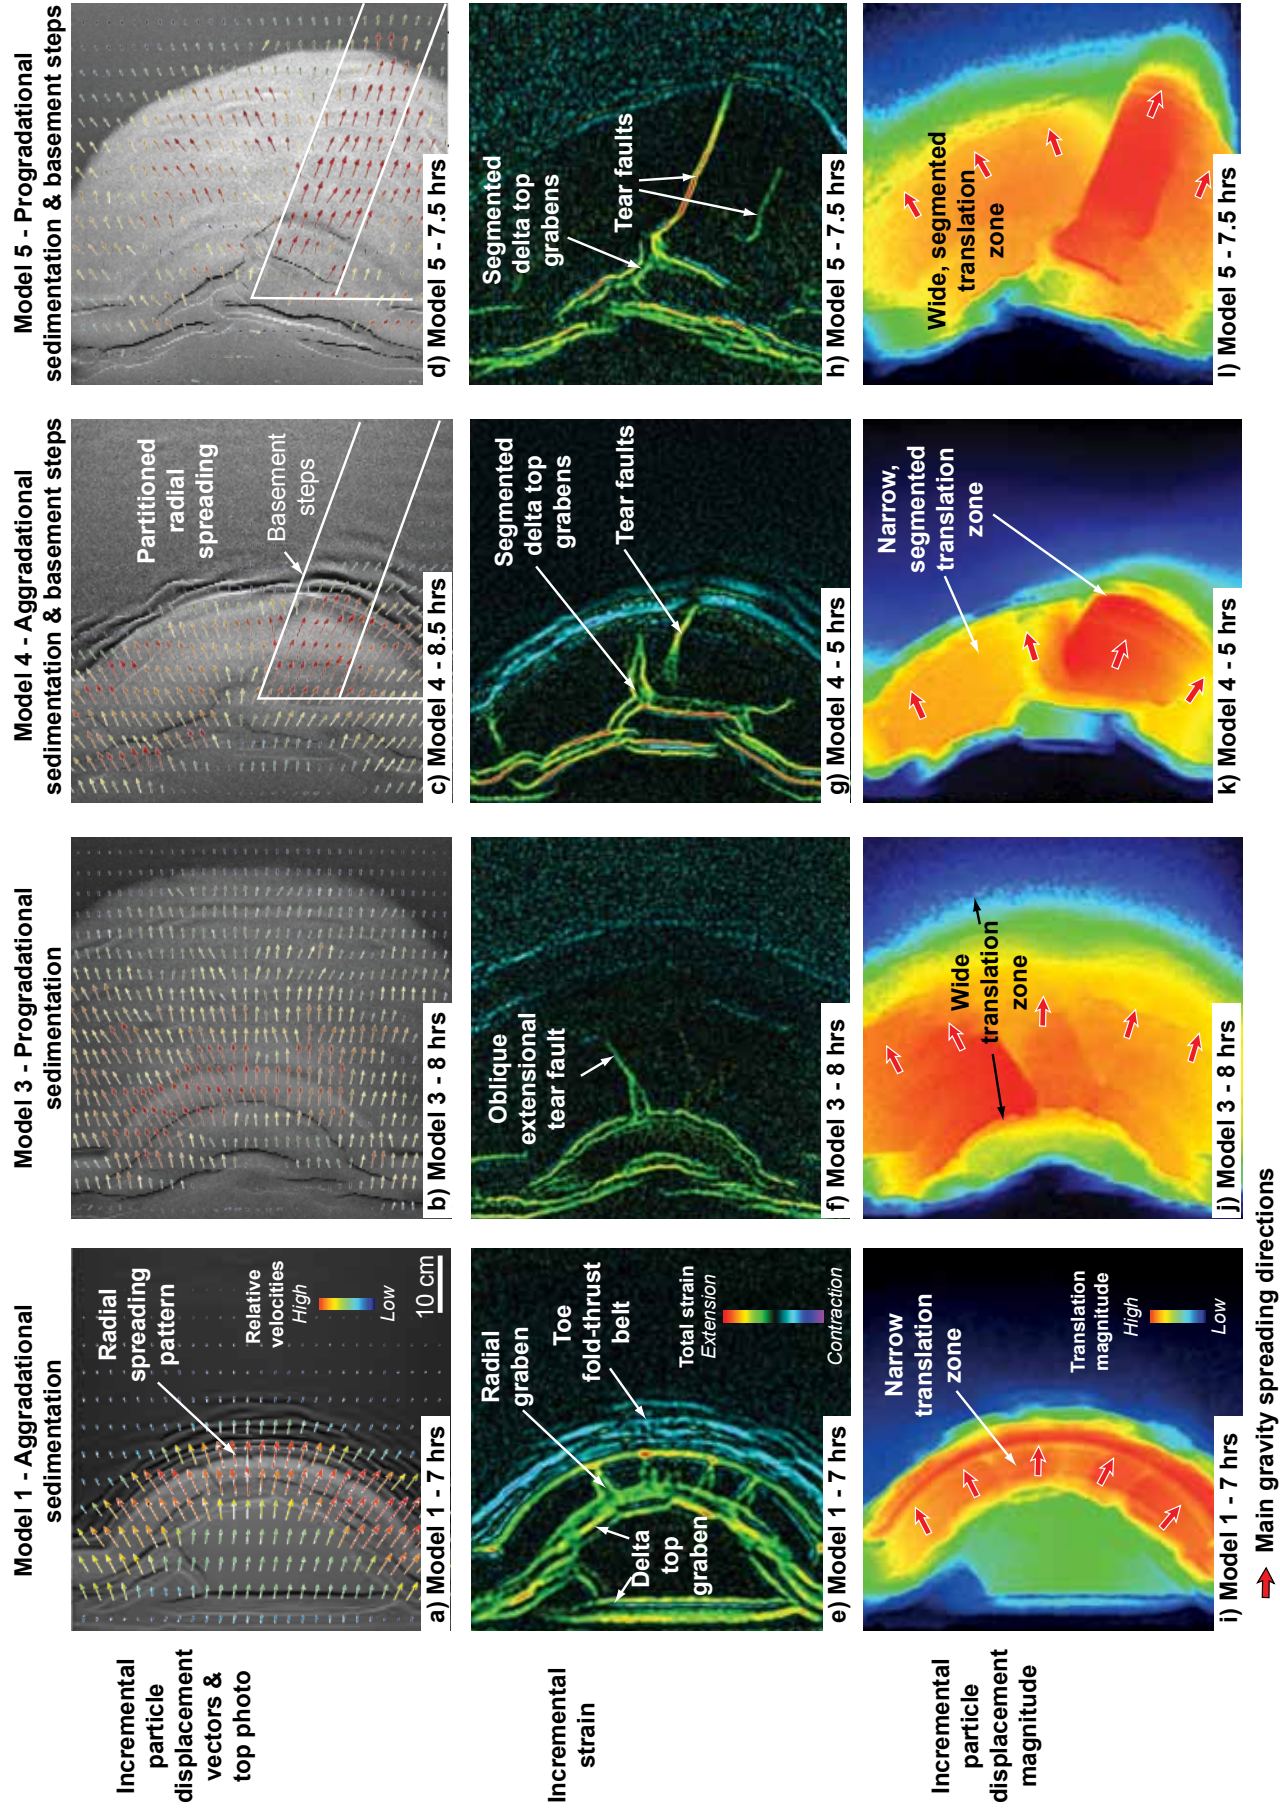 Model 1 - Aggradational
sedimentation
Model 3 - Progradational
sedimentation
Model 4 - Aggradational
sedimentation & basement steps
Model 5 - Progradational
sedimentation & basement steps
Incremental
particle
displacement
vectors &
top photo
Radial
spreading
pattern
Relative
velocities
High
Low
10 cm
a) Model 1 - 7 hrs
b) Model 3 - 8 hrs
Partitioned
radial
spreading
Basement
steps
c) Model 4 - 8.5 hrs
d) Model 5 - 7.5 hrs
Incremental
strain
Radial
graben
Toe
fold-thrust
belt
Delta
top
graben
Total strain
Extension
Contraction
e) Model 1 - 7 hrs
Oblique
extensional
tear fault
f) Model 3 - 8 hrs
Segmented
delta top
grabens
Tear faults
g) Model 4 - 5 hrs
Segmented
delta top
grabens
Tear faults
h) Model 5 - 7.5 hrs
Incremental
particle
displacement
magnitude
Narrow
translation
zone
Translation
magnitude
High
Low
i) Model 1 - 7 hrs
Wide
translation
zone
j) Model 3 - 8 hrs
Narrow,
segmented
translation
zone
k) Model 4 - 5 hrs
Wide, segmented
translation
zone
l) Model 5 - 7.5 hrs
Main gravity spreading directions